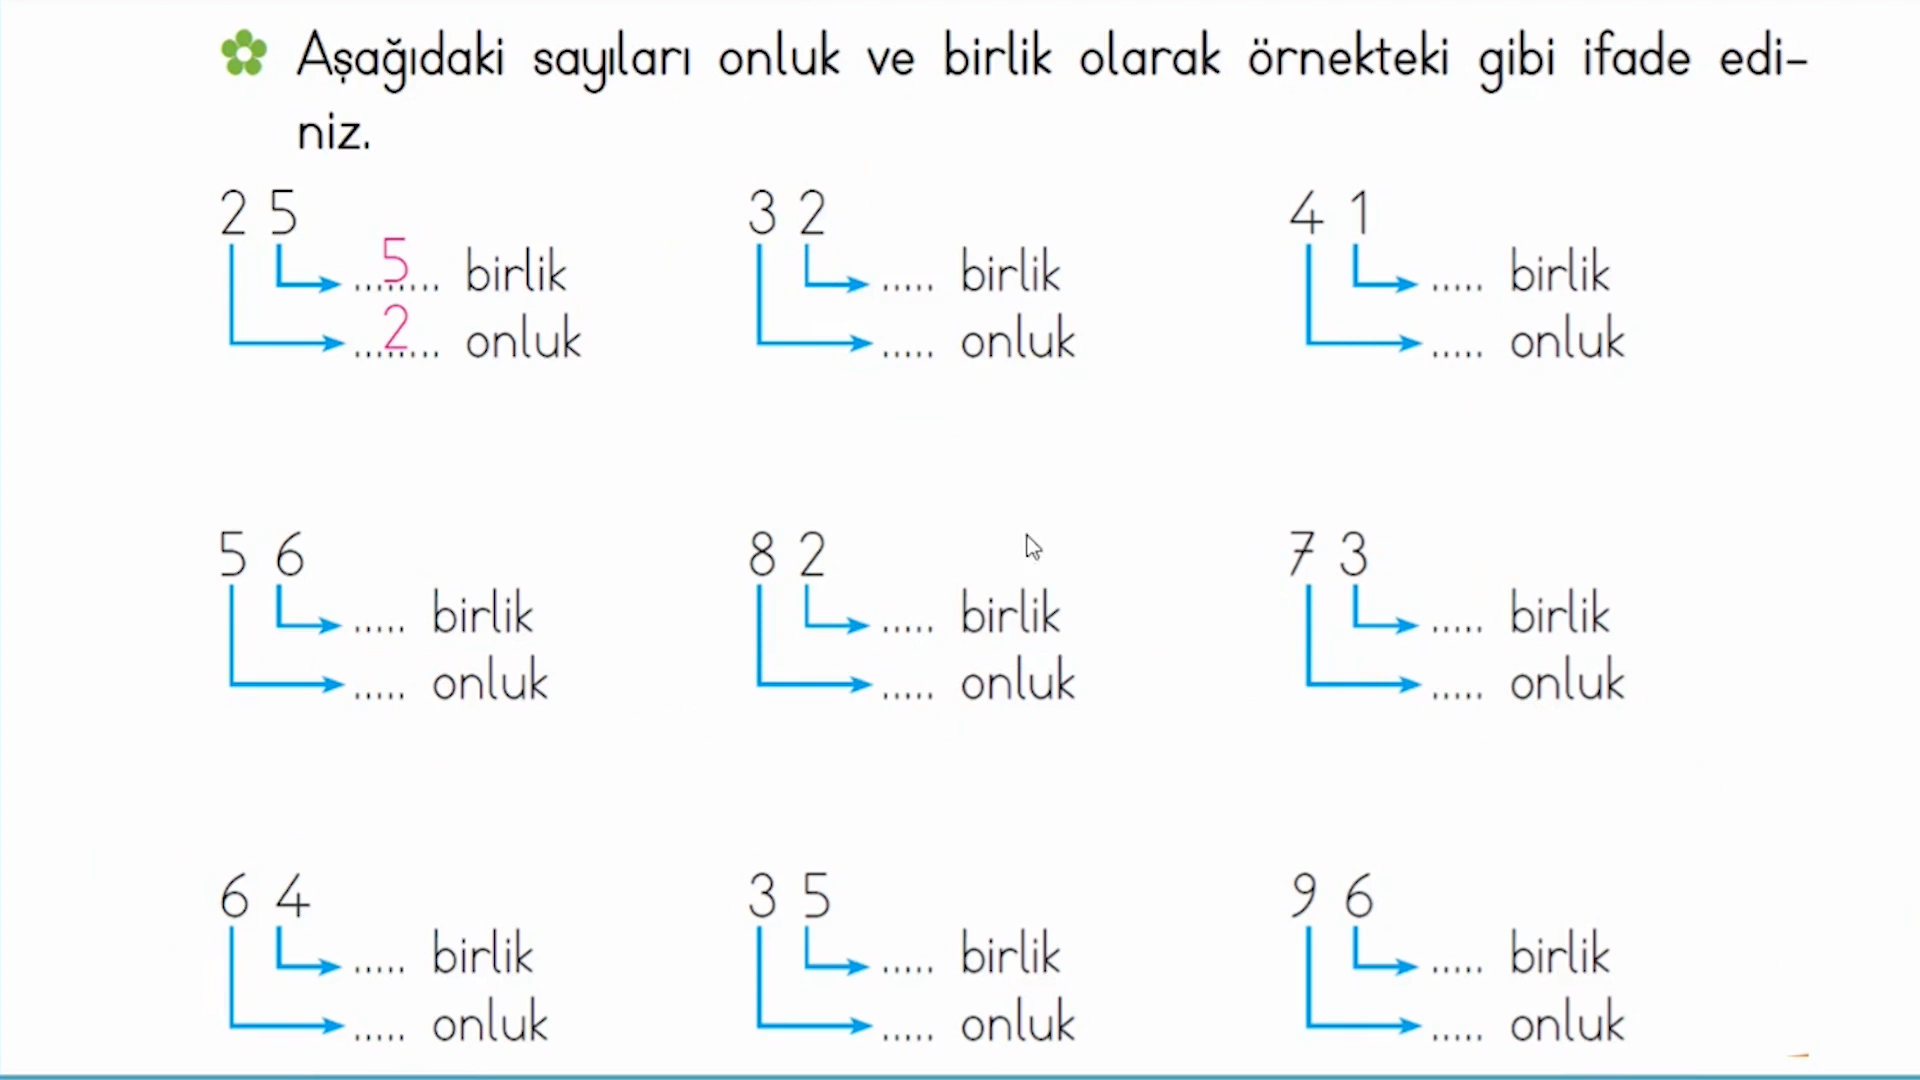 Aşağıdaki sayıları onluk ve birlik olarak örnekteki gibi ifade edi-
niz.
2 5 3 2 4 1
....5.... birlik ..... birlik ..... birlik
....2.... onluk ..... onluk ..... onluk
5 6 8 2 7 3
..... birlik ..... birlik ..... birlik
..... onluk ..... onluk ..... onluk
6 4 3 5 9 6
..... birlik ..... birlik ..... birlik
..... onluk ..... onluk ..... onluk